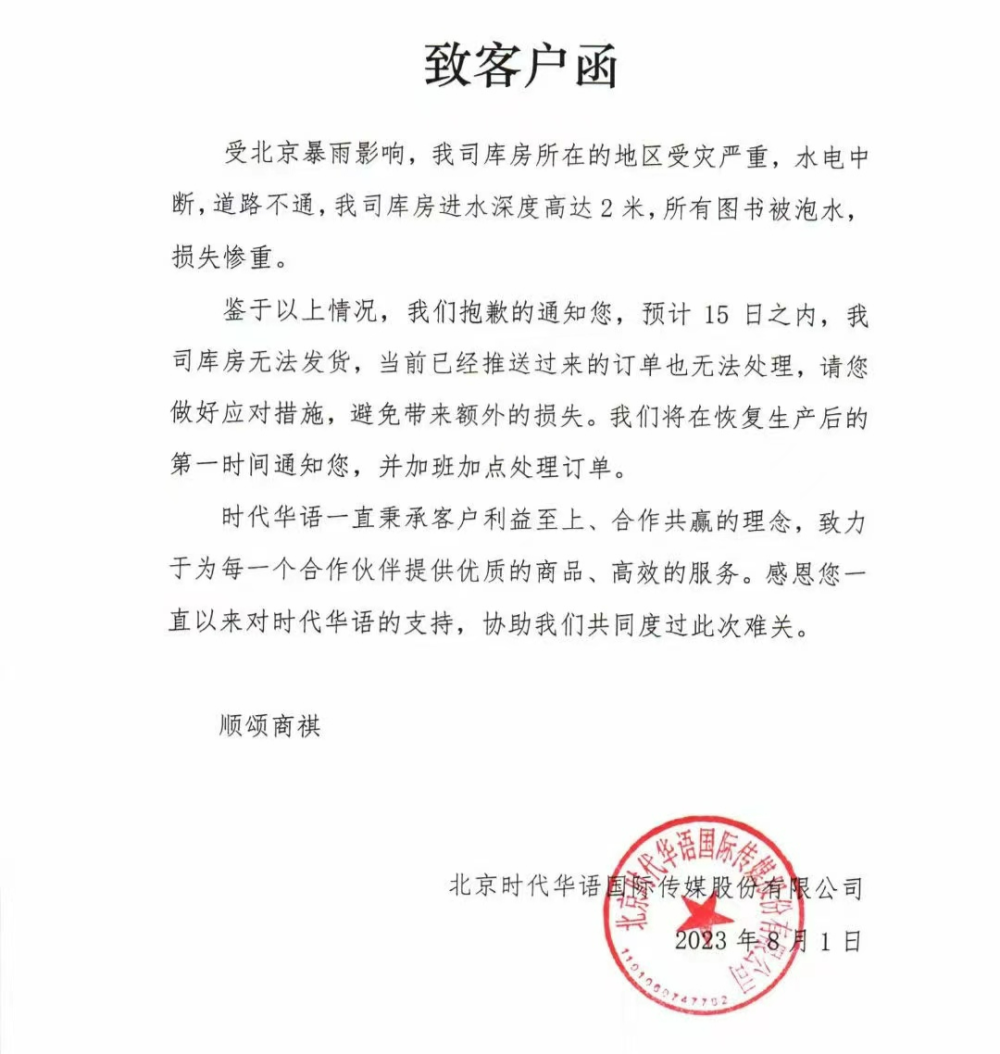 致客户函
受北京暴雨影响，我司库房所在的地区受灾严重，水电中
断，道路不通，我司库房进水深度高达 2 米，所有图书被泡水，
损失惨重。
鉴于以上情况，我们抱歉的通知您，预计 15 日之内，我
司库房无法发货，当前已经推送过来的订单也无法处理，请您
做好应对措施，避免带来额外的损失。我们将在恢复生产后的
第一时间通知您，并加班加点处理订单。
时代华语一直秉承客户利益至上、合作共赢的理念，致力
于为每一个合作伙伴提供优质的商品、高效的服务。感恩您一
直以来对时代华语的支持，协助我们共同度过此次难关。
顺颂商祺
北京时代华语国际传媒股份有限公司
2023 年 8 月 1 日
北京时代华语国际传媒股份有限公司